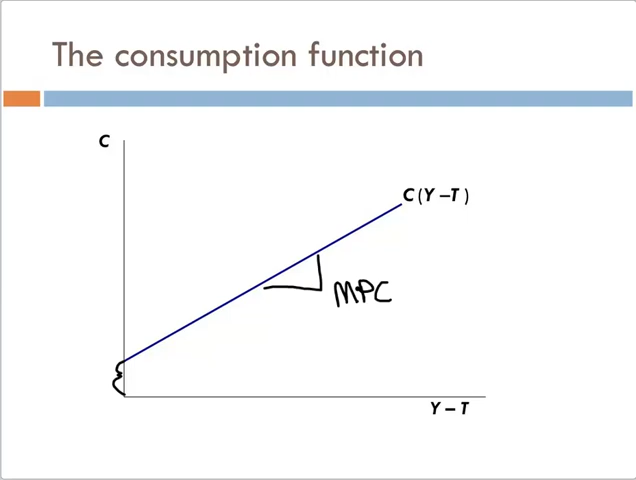 The consumption function
C
C (Y –T )
MPC
Y – T